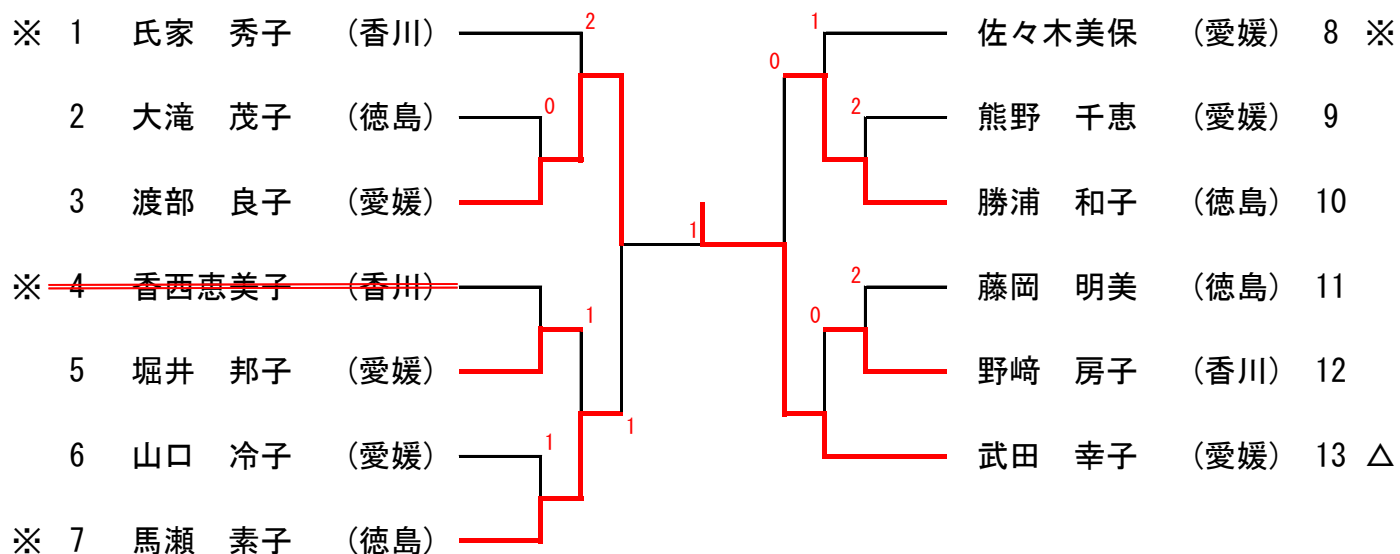 ※ 1 氏家 秀子 (香川) 2
2 大滝 茂子 (徳島) 0
3 渡部 良子 (愛媛)
※ 4 香西恵美子 (香川)
1
5 堀井 邦子 (愛媛)
1
6 山口 冷子 (愛媛) 1
※ 7 馬瀬 素子 (徳島)
1
1 佐々木美保 (愛媛) 8 ※
0
2 熊野 千恵 (愛媛) 9
勝浦 和子 (徳島) 10
2 藤岡 明美 (徳島) 11
0
野﨑 房子 (香川) 12
武田 幸子 (愛媛) 13 △